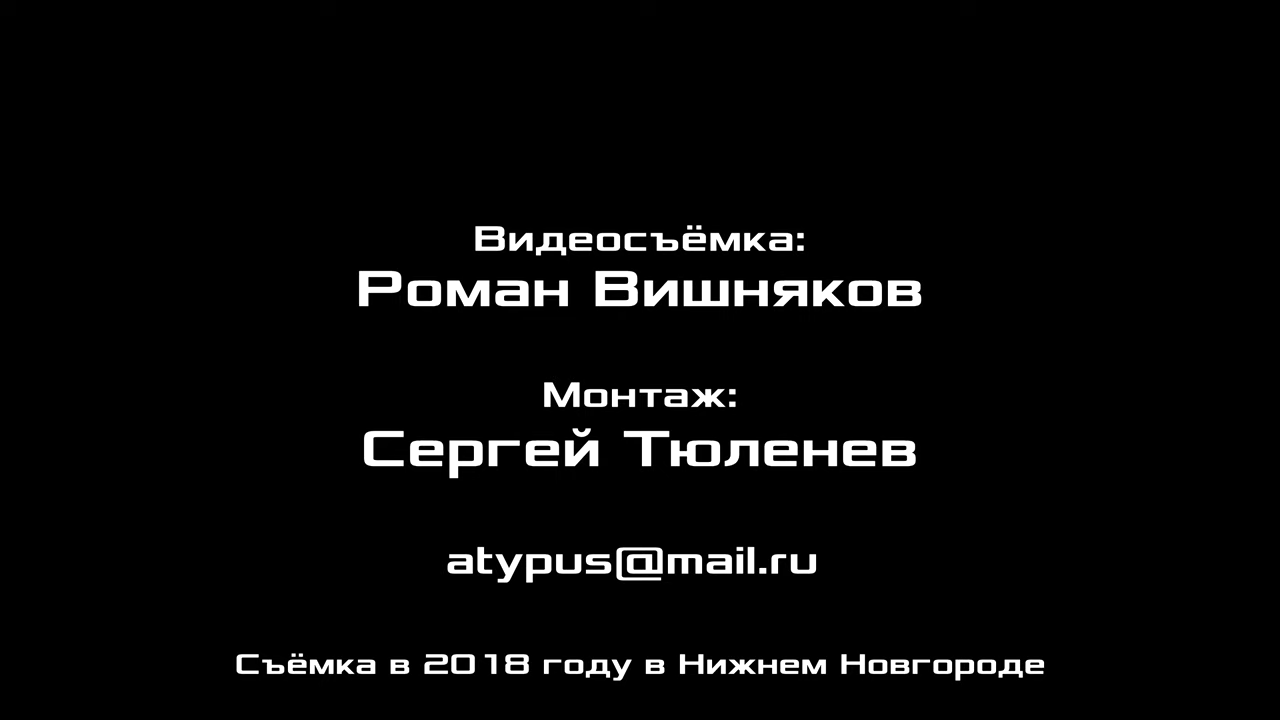 Видеосъёмка:
Роман Вишняков
Монтаж:
Сергей Тюленев
atypus@mail.ru
Съёмка в 2018 году в Нижнем Новгороде